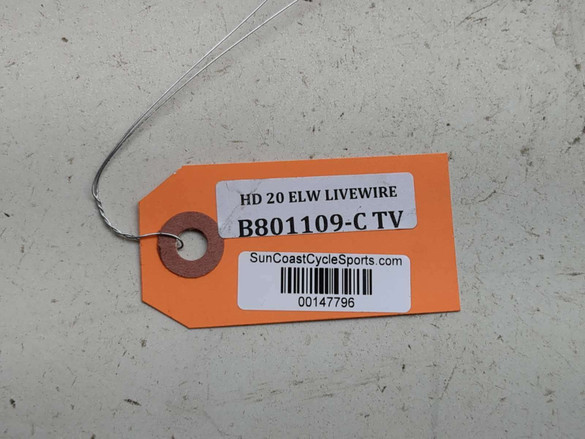 HD 20 ELW LIVEWIRE
B801109-C TV
SunCoastCycleSports.com
00147796